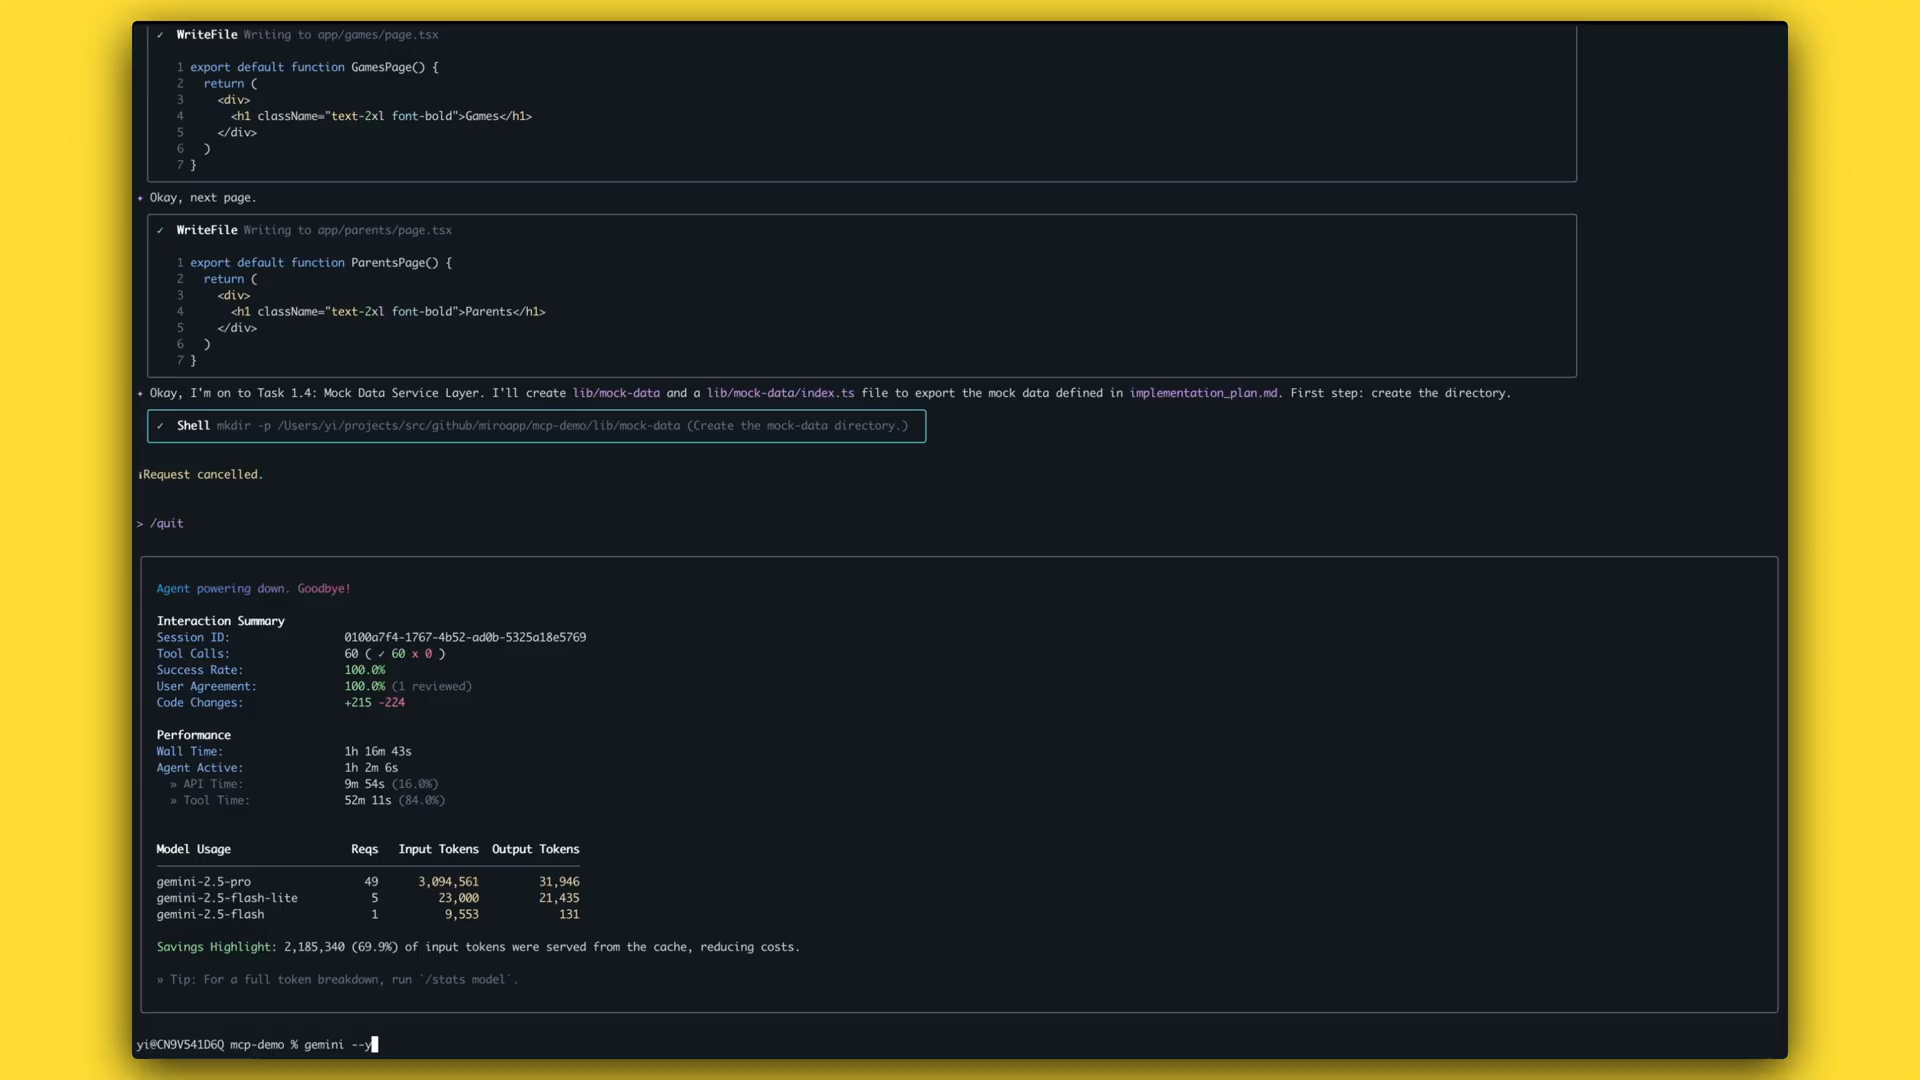 ✓ WriteFile Writing to app/games/page.tsx
1 export default function GamesPage() {
2 return (
3 <div>
4 <h1 className="text-2xl font-bold">Games</h1>
5 </div>
6 )
7 }
✦ Okay, next page.
✓ WriteFile Writing to app/parents/page.tsx
1 export default function ParentsPage() {
2 return (
3 <div>
4 <h1 className="text-2xl font-bold">Parents</h1>
5 </div>
6 )
7 }
✦ Okay, I'm on to Task 1.4: Mock Data Service Layer. I'll create lib/mock-data and a lib/mock-data/index.ts file to export the mock data defined in implementation_plan.md. First step: create the directory.
✓ Shell mkdir -p /Users/yi/projects/src/github/miroapp/mcp-demo/lib/mock-data (Create the mock-data directory.)
ℹRequest cancelled.
> /quit
Agent powering down. Goodbye!
Interaction Summary
Session ID: 0100a7f4-1767-4b52-ad0b-5325a18e5769
Tool Calls: 60 ( ✓ 60 x 0 )
Success Rate: 100.0%
User Agreement: 100.0% (1 reviewed)
Code Changes: +215 -224
Performance
Wall Time: 1h 16m 43s
Agent Active: 1h 2m 6s
» API Time: 9m 54s (16.0%)
» Tool Time: 52m 11s (84.0%)
Model Usage Reqs Input Tokens Output Tokens
gemini-2.5-pro 49 3,094,561 31,946
gemini-2.5-flash-lite 5 23,000 21,435
gemini-2.5-flash 1 9,553 131
Savings Highlight: 2,185,340 (69.9%) of input tokens were served from the cache, reducing costs.
» Tip: For a full token breakdown, run `/stats model`.
yi@CN9V541D6Q mcp-demo % gemini --y